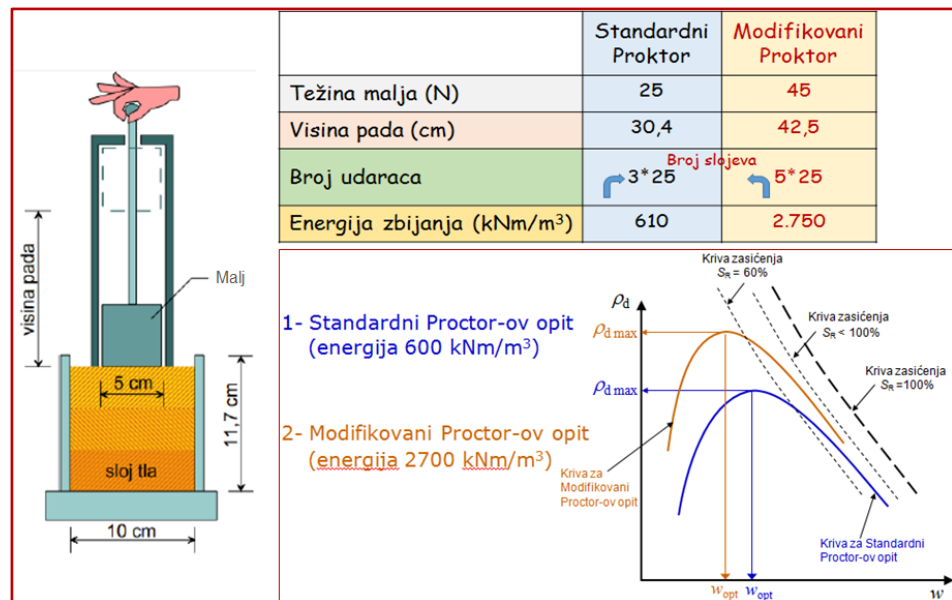 Standardni
Proktor
Modifikovani
Proktor
Težina malja (N)
25
45
Visina pada (cm)
30,4
42,5
Broj udaraca
Broj slojeva
3*25
5*25
Energija zbijanja (kNm/m³)
610
2.750
visina pada
Malj
5 cm
11,7 cm
sloj tla
10 cm
1- Standardni Proctor-ov opit
(energija 600 kNm/m³)
2- Modifikovani Proctor-ov opit
(energija 2700 kNm/m³)
Kriva zasićenja
SR = 60%
ρd
Kriva zasićenja
SR < 100%
ρd max
Kriva zasićenja
SR =100%
ρd max
Kriva za
Modifikovani
Proctor-ov opit
Kriva za Standardni
Proctor-ov opit
wopt
wopt
w